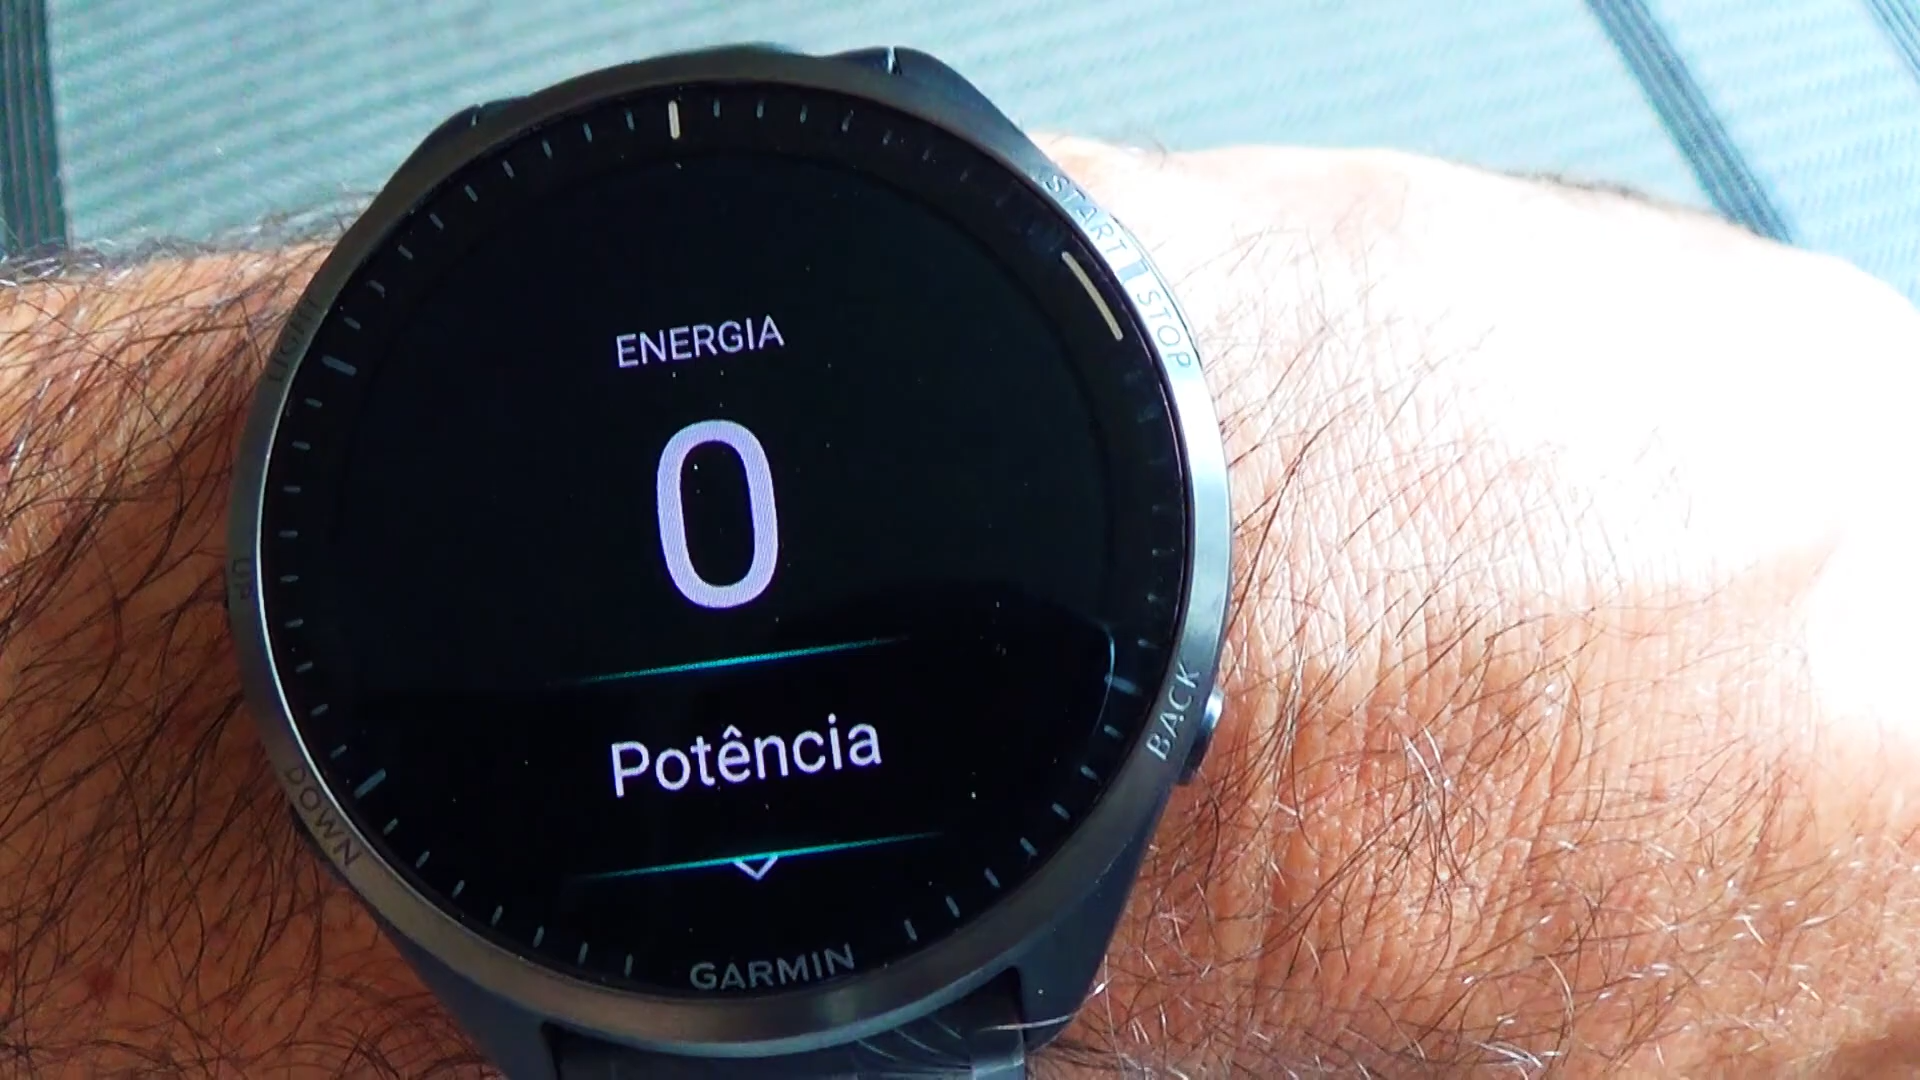 ENERGIA
0
Potência
GARMIN
START
STOP
BACK
LIGHT
UP
DOWN